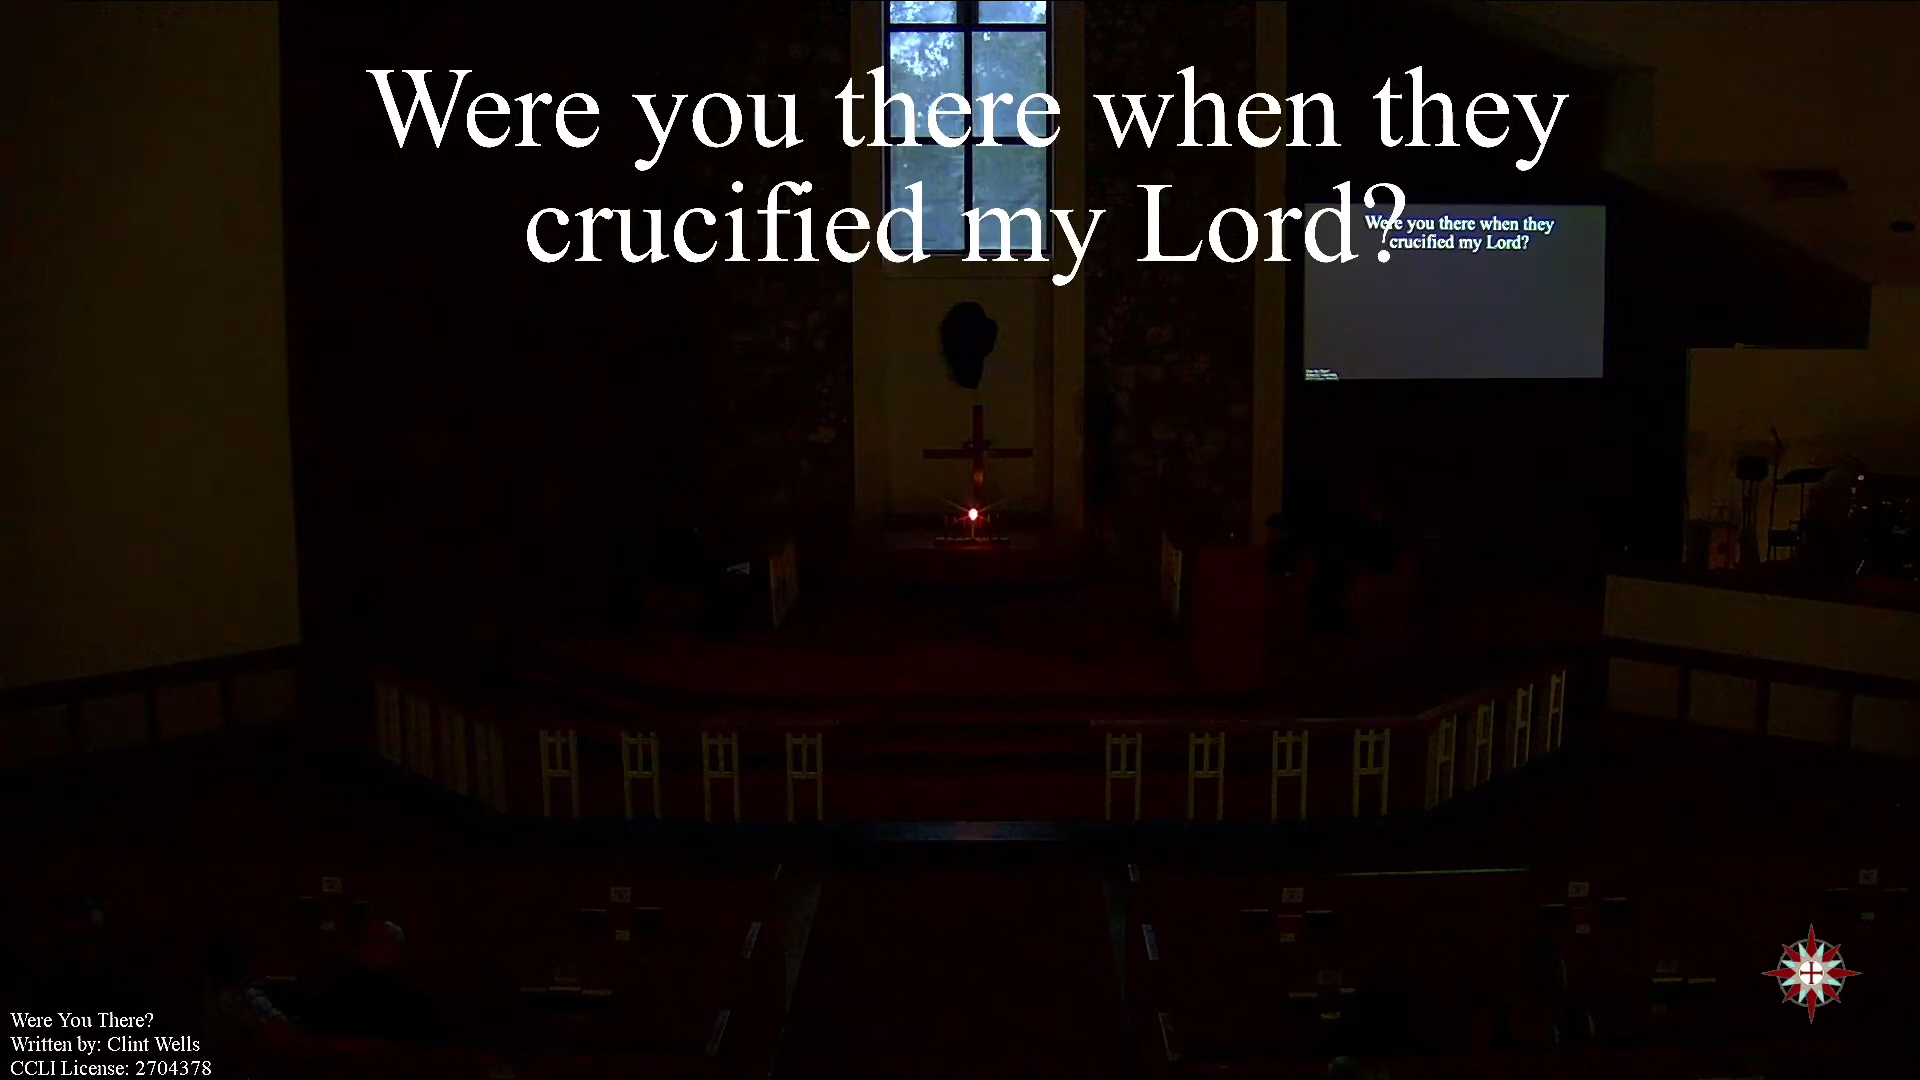 Were you there when they
crucified my Lord?
Were you there when they
crucified my Lord?
Were You There?
Written by: Clint Wells
CCLI License: 2704378